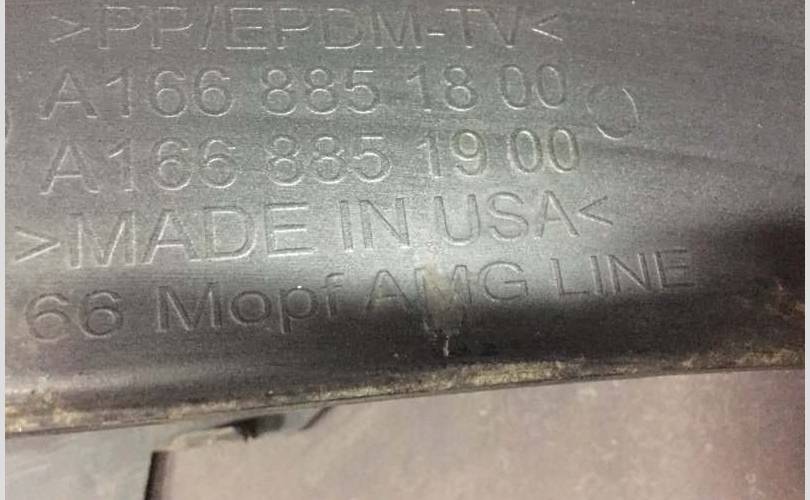 >PP/EPDM-TV<
A166 885 18 00
A166 885 19 00
>MADE IN USA<
66 Mopf AMG LINE